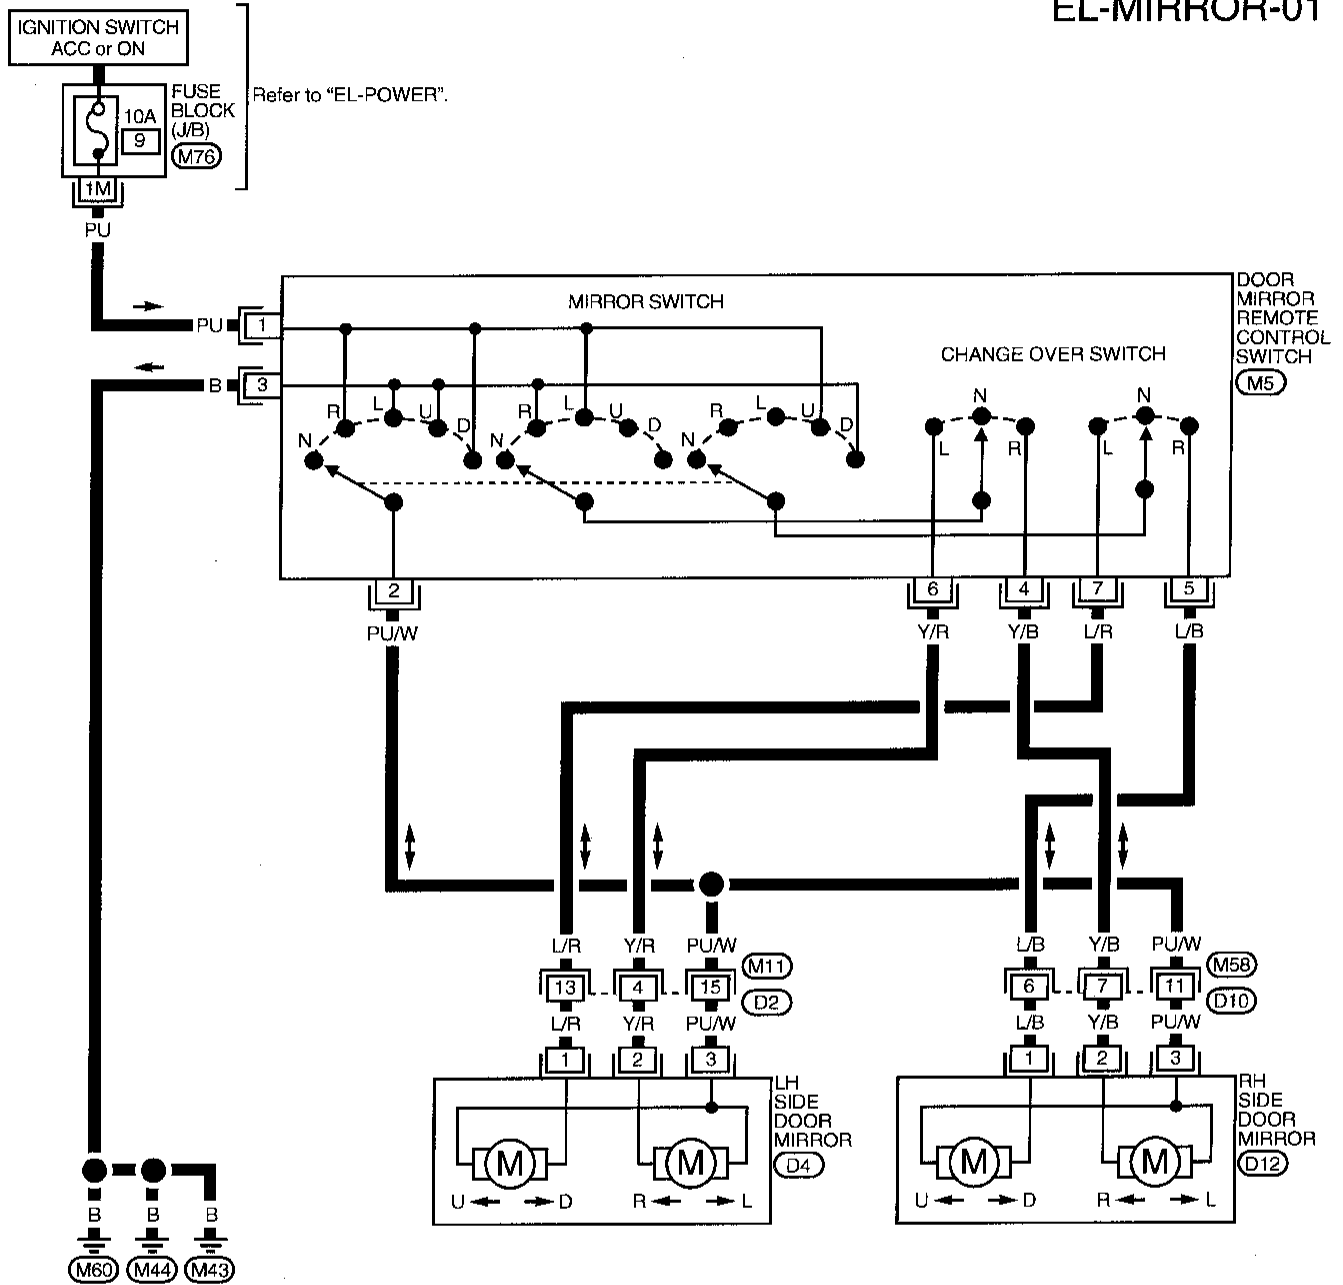 EL-MIRROR-01
IGNITION SWITCH
ACC or ON
FUSE
BLOCK
(J/B)
M76
10A
9
1M
Refer to "EL-POWER".
PU
PU
1
B
3
MIRROR SWITCH
CHANGE OVER SWITCH
DOOR
MIRROR
REMOTE
CONTROL
SWITCH
M5
N R L U D
N R L U D
N R L U D
L N R
L N R
2
6
4
7
5
PU/W
Y/R
Y/B
L/R
L/B
L/R
Y/R
PU/W
M11
L/B
Y/B
PU/W
M58
13
4
15
D2
6
7
11
D10
L/R
Y/R
PU/W
L/B
Y/B
PU/W
1
2
3
1
2
3
LH
SIDE
DOOR
MIRROR
D4
RH
SIDE
DOOR
MIRROR
D12
M
M
M
M
U D
R L
U D
R L
B
B
B
M60
M44
M43